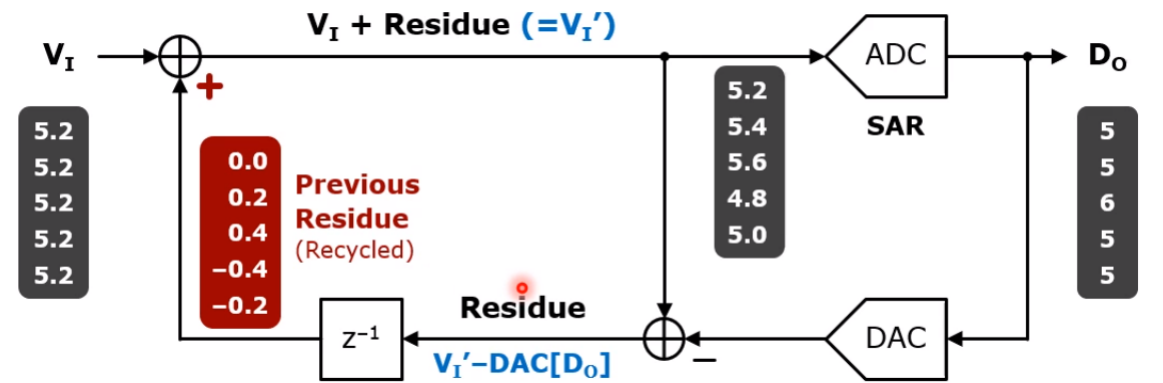 V_I + Residue (=V_I′)
V_I
+
ADC
D_O
SAR
5.2
5.2
5.2
5.2
5.2
0.0
0.2
0.4
−0.4
−0.2
Previous
Residue
(Recycled)
5.2
5.4
5.6
4.8
5.0
5
5
6
5
5
Residue
z⁻¹
V_I′−DAC[D_O]
−
DAC